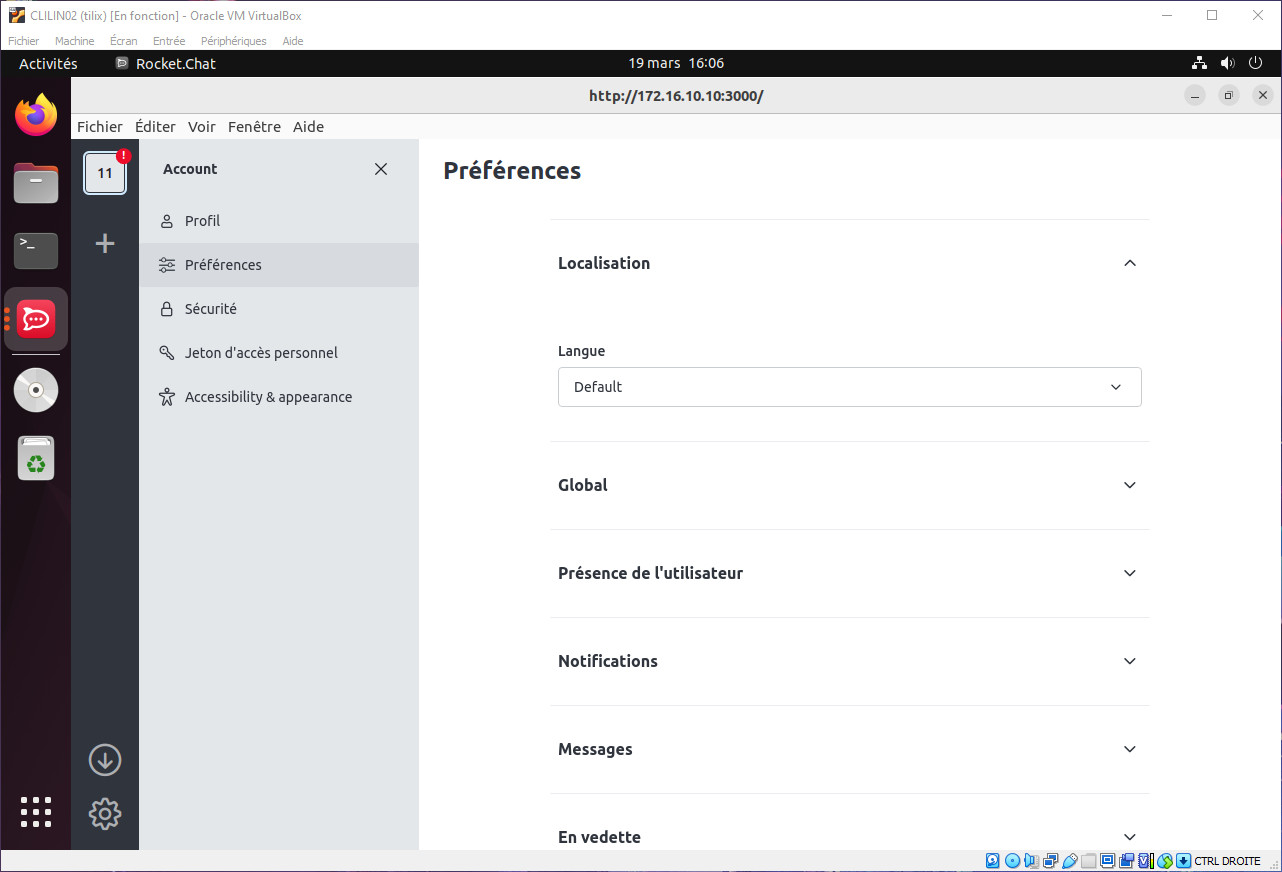 CLILIN02 (tilix) [En fonction] - Oracle VM VirtualBox
Fichier Machine Écran Entrée Périphériques Aide
Activités Rocket.Chat 19 mars 16:06
http://172.16.10.10:3000/
Fichier Éditer Voir Fenêtre Aide
11 !
Account
Profil
Préférences
Sécurité
Jeton d'accès personnel
Accessibility & appearance
Préférences
Localisation
Langue
Default
Global
Présence de l'utilisateur
Notifications
Messages
En vedette
CTRL DROITE